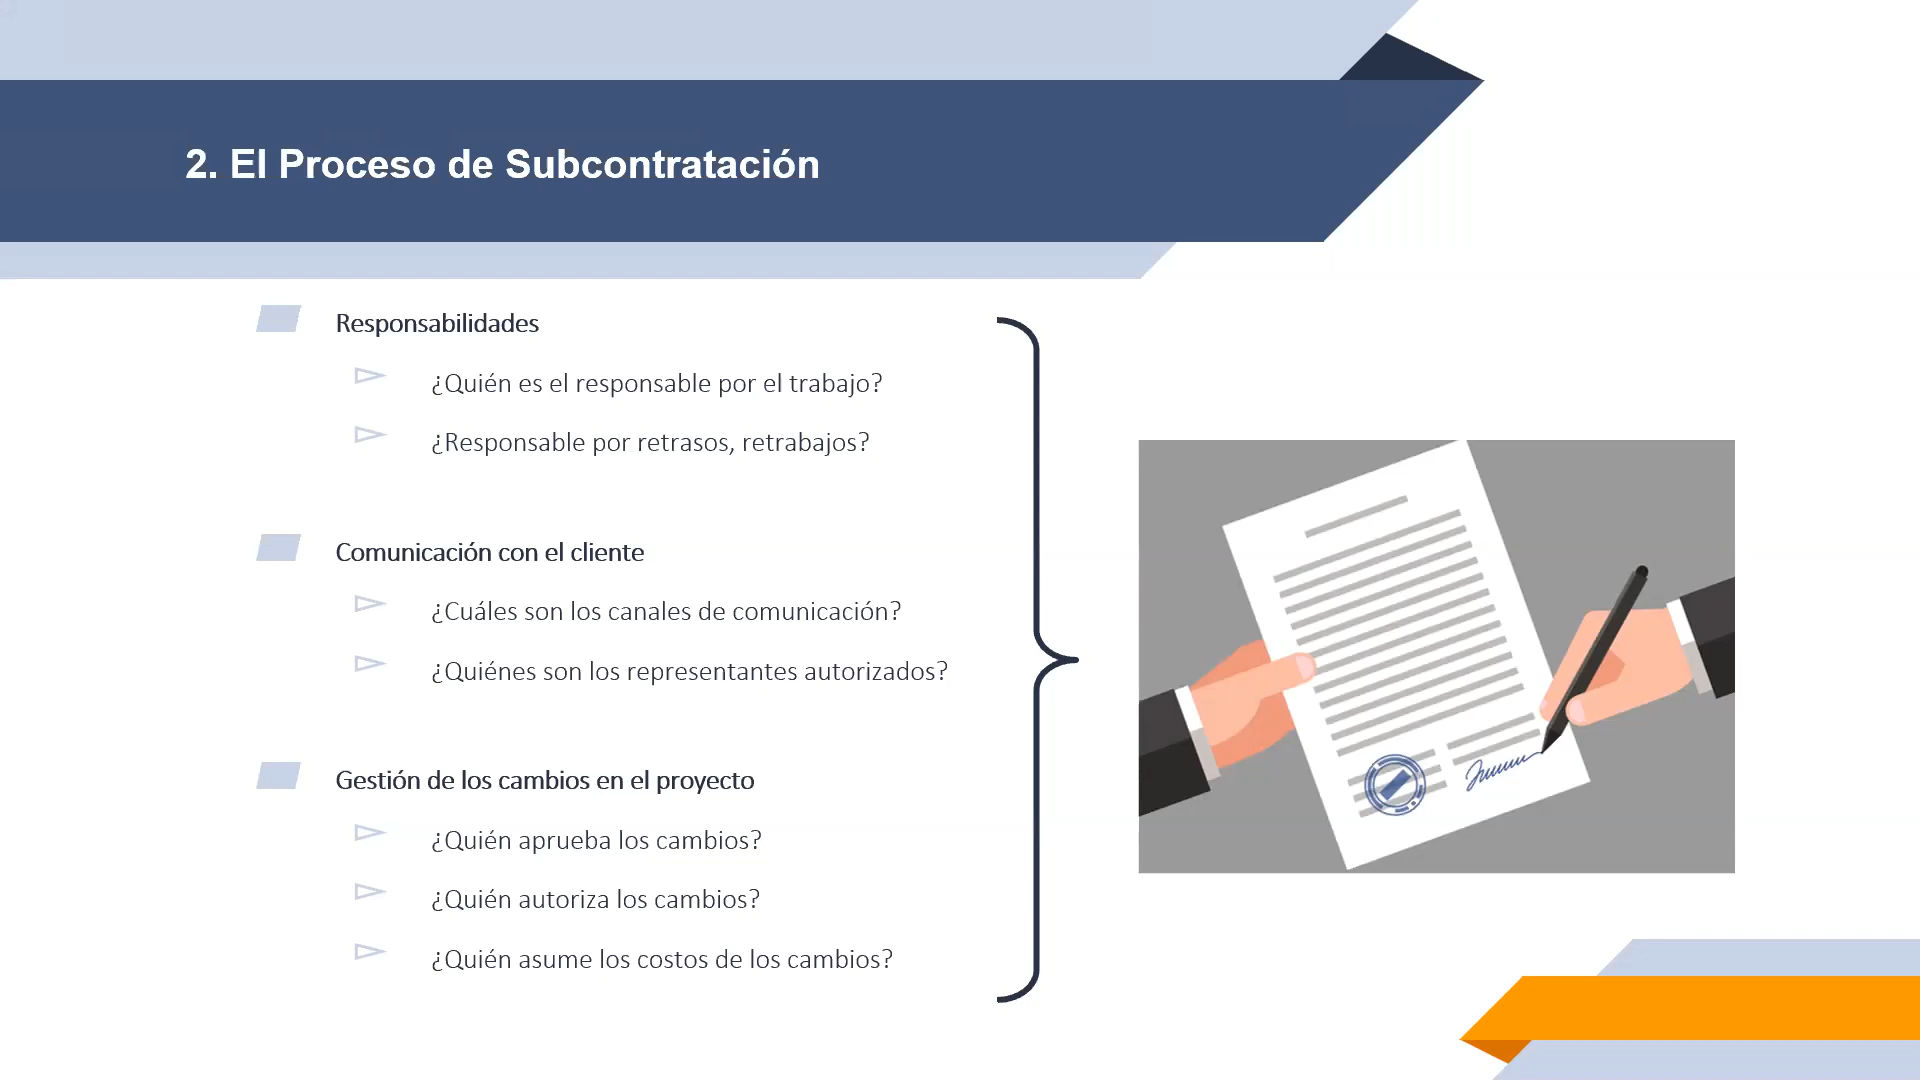 2. El Proceso de Subcontratación
Responsabilidades
¿Quién es el responsable por el trabajo?
¿Responsable por retrasos, retrabajos?
Comunicación con el cliente
¿Cuáles son los canales de comunicación?
¿Quiénes son los representantes autorizados?
Gestión de los cambios en el proyecto
¿Quién aprueba los cambios?
¿Quién autoriza los cambios?
¿Quién asume los costos de los cambios?